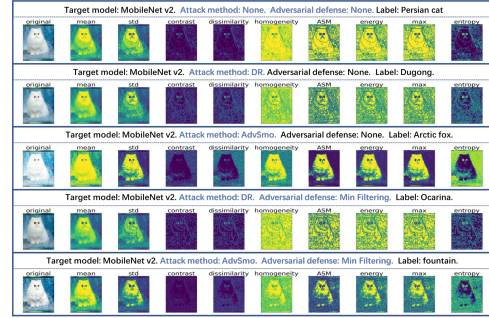 Target model: MobileNet v2. Attack method: None. Adversarial defense: None. Label: Persian cat
original mean std contrast dissimilarity homogeneity ASM energy max entropy
Target model: MobileNet v2. Attack method: DR. Adversarial defense: None. Label: Dugong.
original mean std contrast dissimilarity homogeneity ASM energy max entropy
Target model: MobileNet v2. Attack method: AdvSmo. Adversarial defense: None. Label: Arctic fox.
original mean std contrast dissimilarity homogeneity ASM energy max entropy
Target model: MobileNet v2. Attack method: DR. Adversarial defense: Min Filtering. Label: Ocarina.
original mean std contrast dissimilarity homogeneity ASM energy max entropy
Target model: MobileNet v2. Attack method: AdvSmo. Adversarial defense: Min Filtering. Label: fountain.
original mean std contrast dissimilarity homogeneity ASM energy max entropy